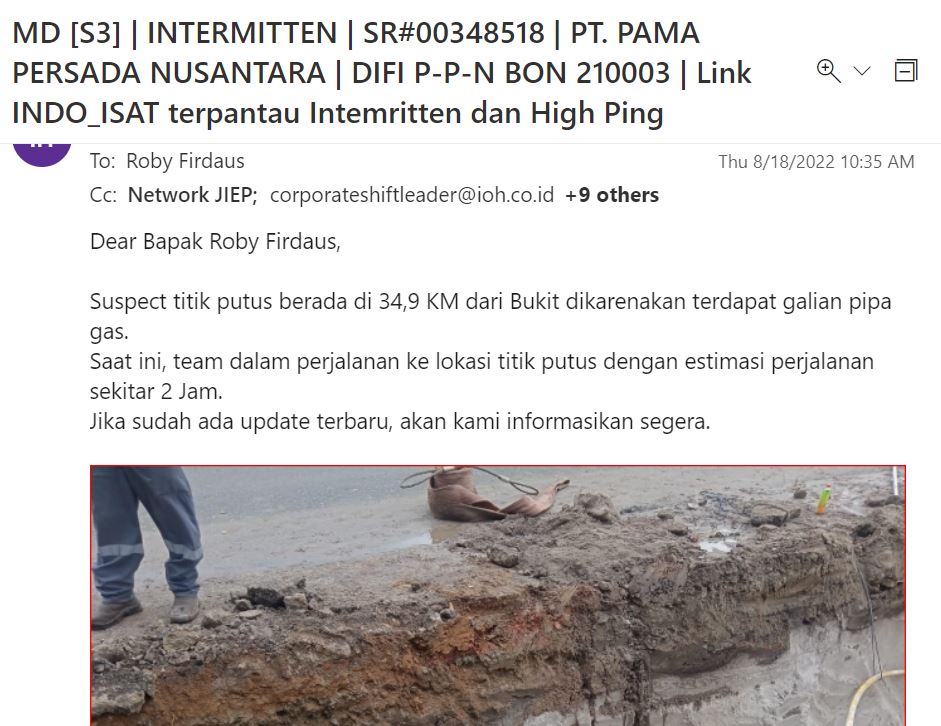 MD [S3] | INTERMITTEN | SR#00348518 | PT. PAMA
PERSADA NUSANTARA | DIFI P-P-N BON 210003 | Link
INDO_ISAT terpantau Intemritten dan High Ping
To: Roby Firdaus
Thu 8/18/2022 10:35 AM
Cc: Network JIEP; corporateshiftleader@ioh.co.id +9 others
Dear Bapak Roby Firdaus,
Suspect titik putus berada di 34,9 KM dari Bukit dikarenakan terdapat galian pipa
gas.
Saat ini, team dalam perjalanan ke lokasi titik putus dengan estimasi perjalanan
sekitar 2 Jam.
Jika sudah ada update terbaru, akan kami informasikan segera.